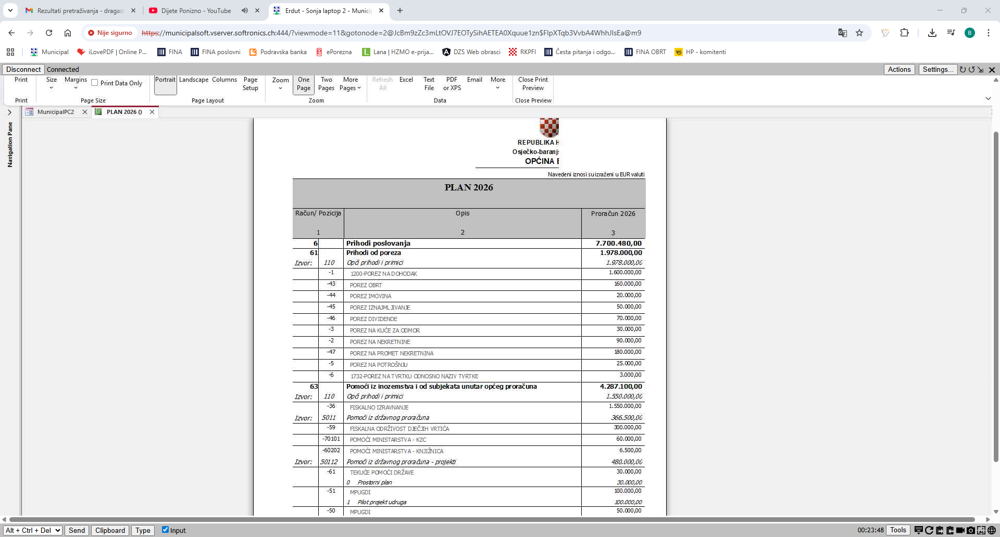 Rezultati pretraživanja - dragas
Dijete Ponizno - YouTube
Erdut - Sonja laptop 2 - Munici
Nije sigurno
https://municipalsoft.vserver.softronics.ch:444/?viewmode=11&gotonode=2@JcBm9zZc3mLtOVJ7EOTySihAETEA0Xquue1zn$FlpXTqb3VvbA4WhhJlsEa@m9
B
Municipal
iLovePDF | Online P...
FINA
FINA poslovni
Podravska banka
ePorezna
Lana | HZMO e-prija...
DZS Web obrasci
RKPFI
Česta pitanja i odgo...
FINA OBRT
HP - komitenti
Disconnect Connected
Actions Settings...
Print Size Margins Print Data Only Portrait Landscape Columns Page Setup Zoom One Page Two Pages More Pages Refresh All Excel Text File PDF or XPS Email More Close Print Preview
Print Page Size Page Layout Zoom Data Close Preview
MunicipalPC2 PLAN 2026 ()
Navigation Pane
REPUBLIKA H
Osječko-baranjs
OPĆINA E
Navedeni iznosi su izraženi u EUR valuti
PLAN 2026
Račun/ Pozicija Opis Proračun 2026
1 2 3
6 Prihodi poslovanja 7.700.480,00
61 Prihodi od poreza 1.978.000,00
Izvor: 110 Opći prihodi i primici 1.978.000,00
-1 1200-POREZ NA DOHODAK 1.600.000,00
-43 POREZ OBRT 160.000,00
-44 POREZ IMOVINA 20.000,00
-45 POREZ IZNAJMLJIVANJE 50.000,00
-46 POREZ DIVIDENDE 70.000,00
-3 POREZ NA KUĆE ZA ODMOR 30.000,00
-2 POREZ NA NEKRETNINE 90.000,00
-47 POREZ NA PROMET NEKRETNINA 180.000,00
-5 POREZ NA POTROŠNJU 25.000,00
-6 1732-POREZ NA TVRTKU ODNOSNO NAZIV TVRTKE 3.000,00
63 Pomoći iz inozemstva i od subjekata unutar općeg proračuna 4.287.100,00
Izvor: 110 Opći prihodi i primici 1.550.000,00
-36 FISKALNO IZRAVNANJE 1.550.000,00
Izvor: 5011 Pomoći iz državnog proračuna 366.500,00
-59 FISKALNA ODRŽIVOST DJEČJIH VRTIĆA 300.000,00
-70101 POMOĆI MINISTARSTVA - KZC 60.000,00
-60202 POMOĆI MINISTARSTVA - KNJIŽNICA 6.500,00
Izvor: 50112 Pomoći iz državnog proračuna - projekti 480.000,00
-61 TEKUĆE POMOĆI DRŽAVE 30.000,00
0 Prostorni plan 30.000,00
-51 MPUGDI 100.000,00
1 Pilot projekt udruga 100.000,00
-50 MPUGDI 50.000,00
Alt + Ctrl + Del Send Clipboard Type Input
00:23:48 Tools